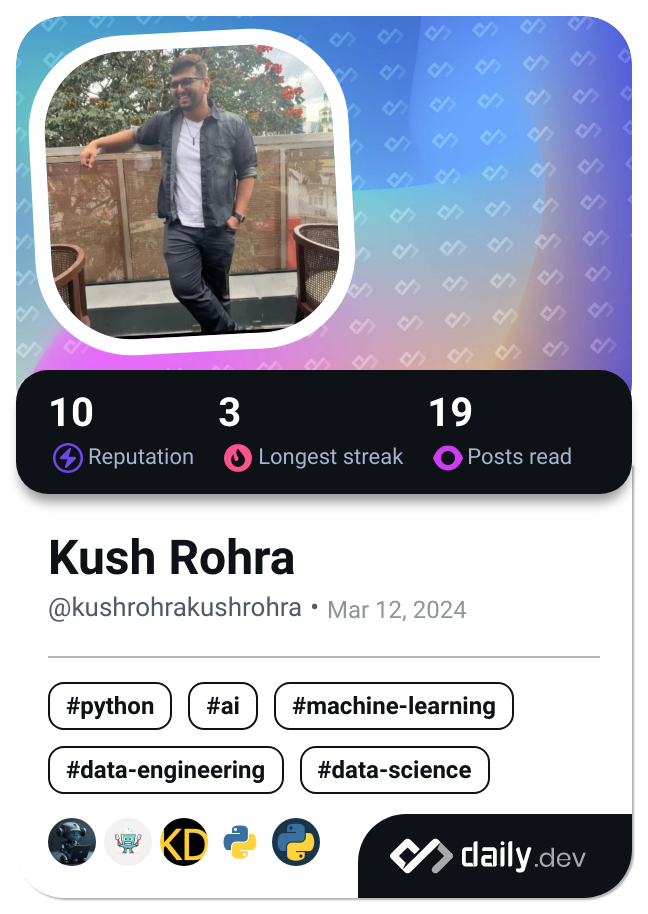 10 3 19
Reputation Longest streak Posts read
Kush Rohra
@kushrohrakushrohra • Mar 12, 2024
#python #ai #machine-learning
#data-engineering #data-science
KD
daily.dev